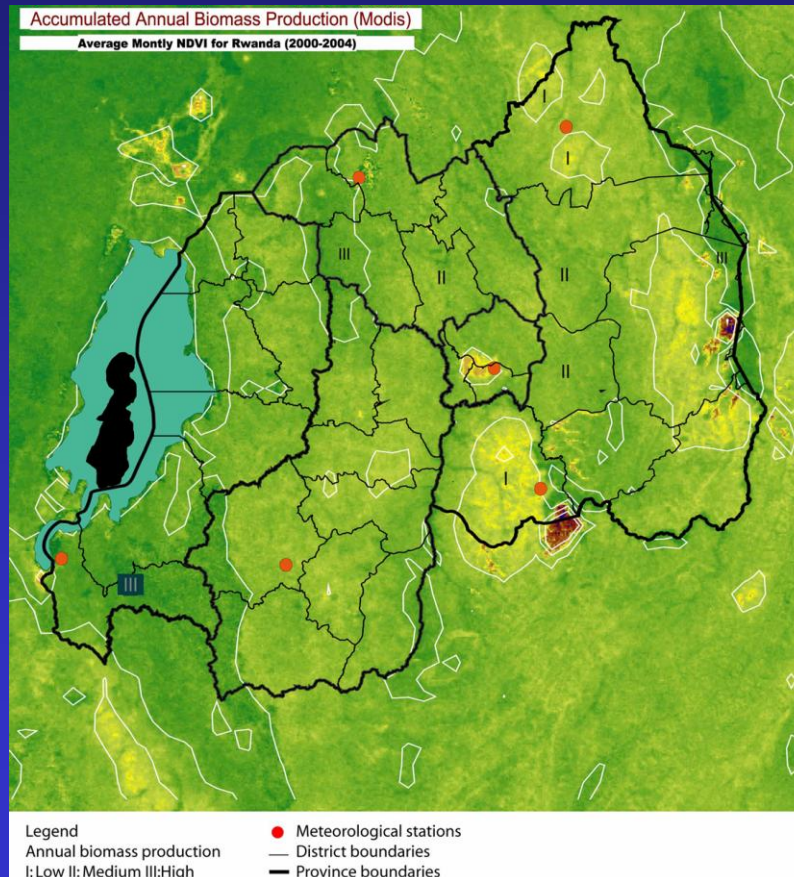 Accumulated Annual Biomass Production (Modis)
Average Montly NDVI for Rwanda (2000-2004)
I
I
III
II
II
III
II
I
III
Legend
Annual biomass production
I: Low II: Medium III:High
Meteorological stations
District boundaries
Province boundaries